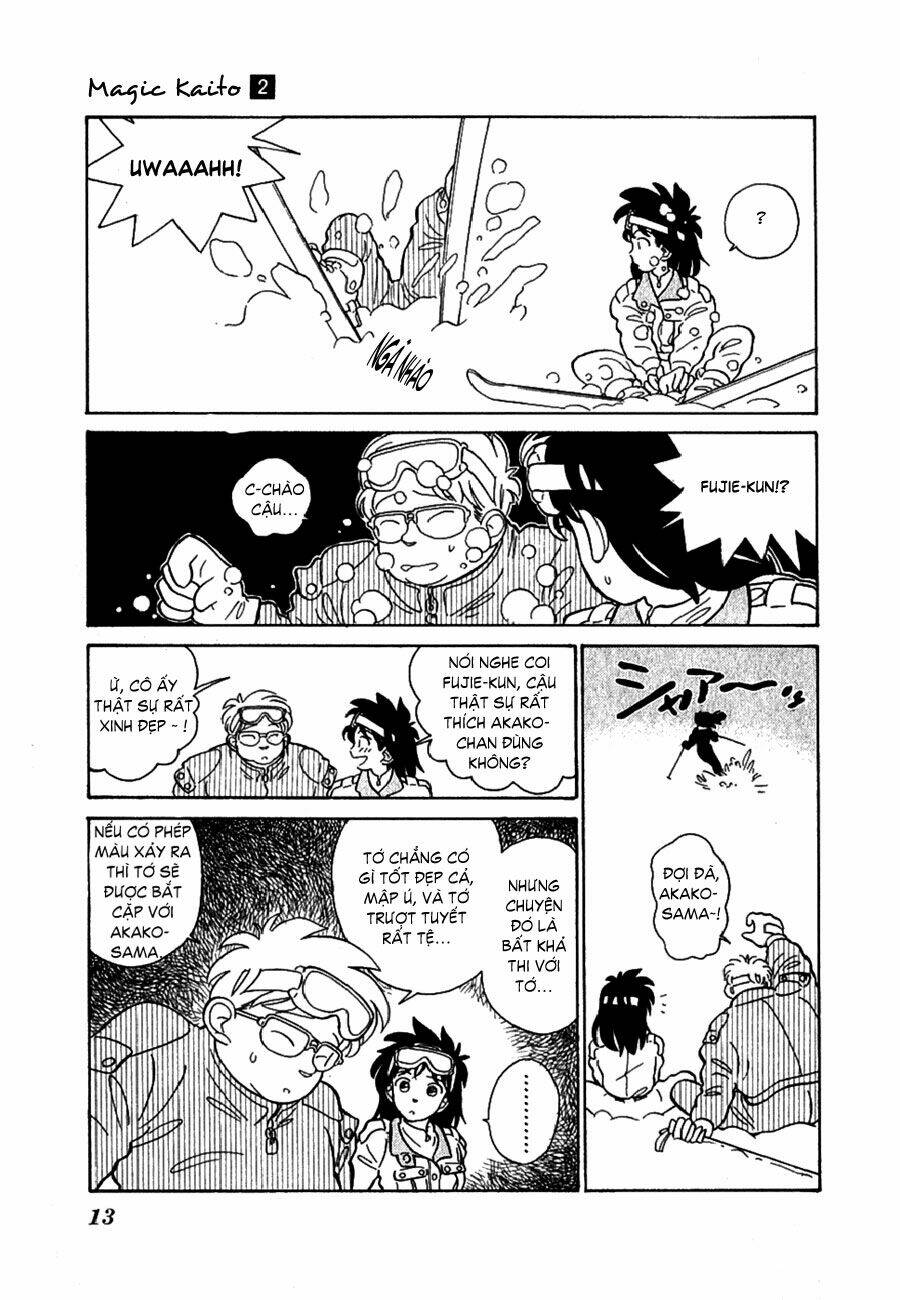 Magic Kaito 2
?
UWAAAHH!
NGÃ NHÀO
FUJIE-KUN!?
C-CHÀO
CẬU...
シャアー
ĐỢI ĐÃ,
AKAKO-
SAMA~!
NÓI NGHE COI
FUJIE-KUN, CẬU
THẬT SỰ RẤT
THÍCH AKAKO-
CHAN ĐÚNG
KHÔNG?
Ừ, CÔ ẤY
THẬT SỰ RẤT
XINH ĐẸP ~ !
NHƯNG
CHUYỆN
ĐÓ LÀ
BẤT KHẢ
THI VỚI
TỚ...
TỚ CHẲNG CÓ
GÌ TỐT ĐẸP CẢ,
MẬP Ú, VÀ TỚ
TRƯỢT TUYẾT
RẤT TỆ...
NẾU CÓ PHÉP
MÀU XẢY RA
THÌ TỚ SẼ
ĐƯỢC BẮT
CẶP VỚI
AKAKO-
SAMA...
.........
13